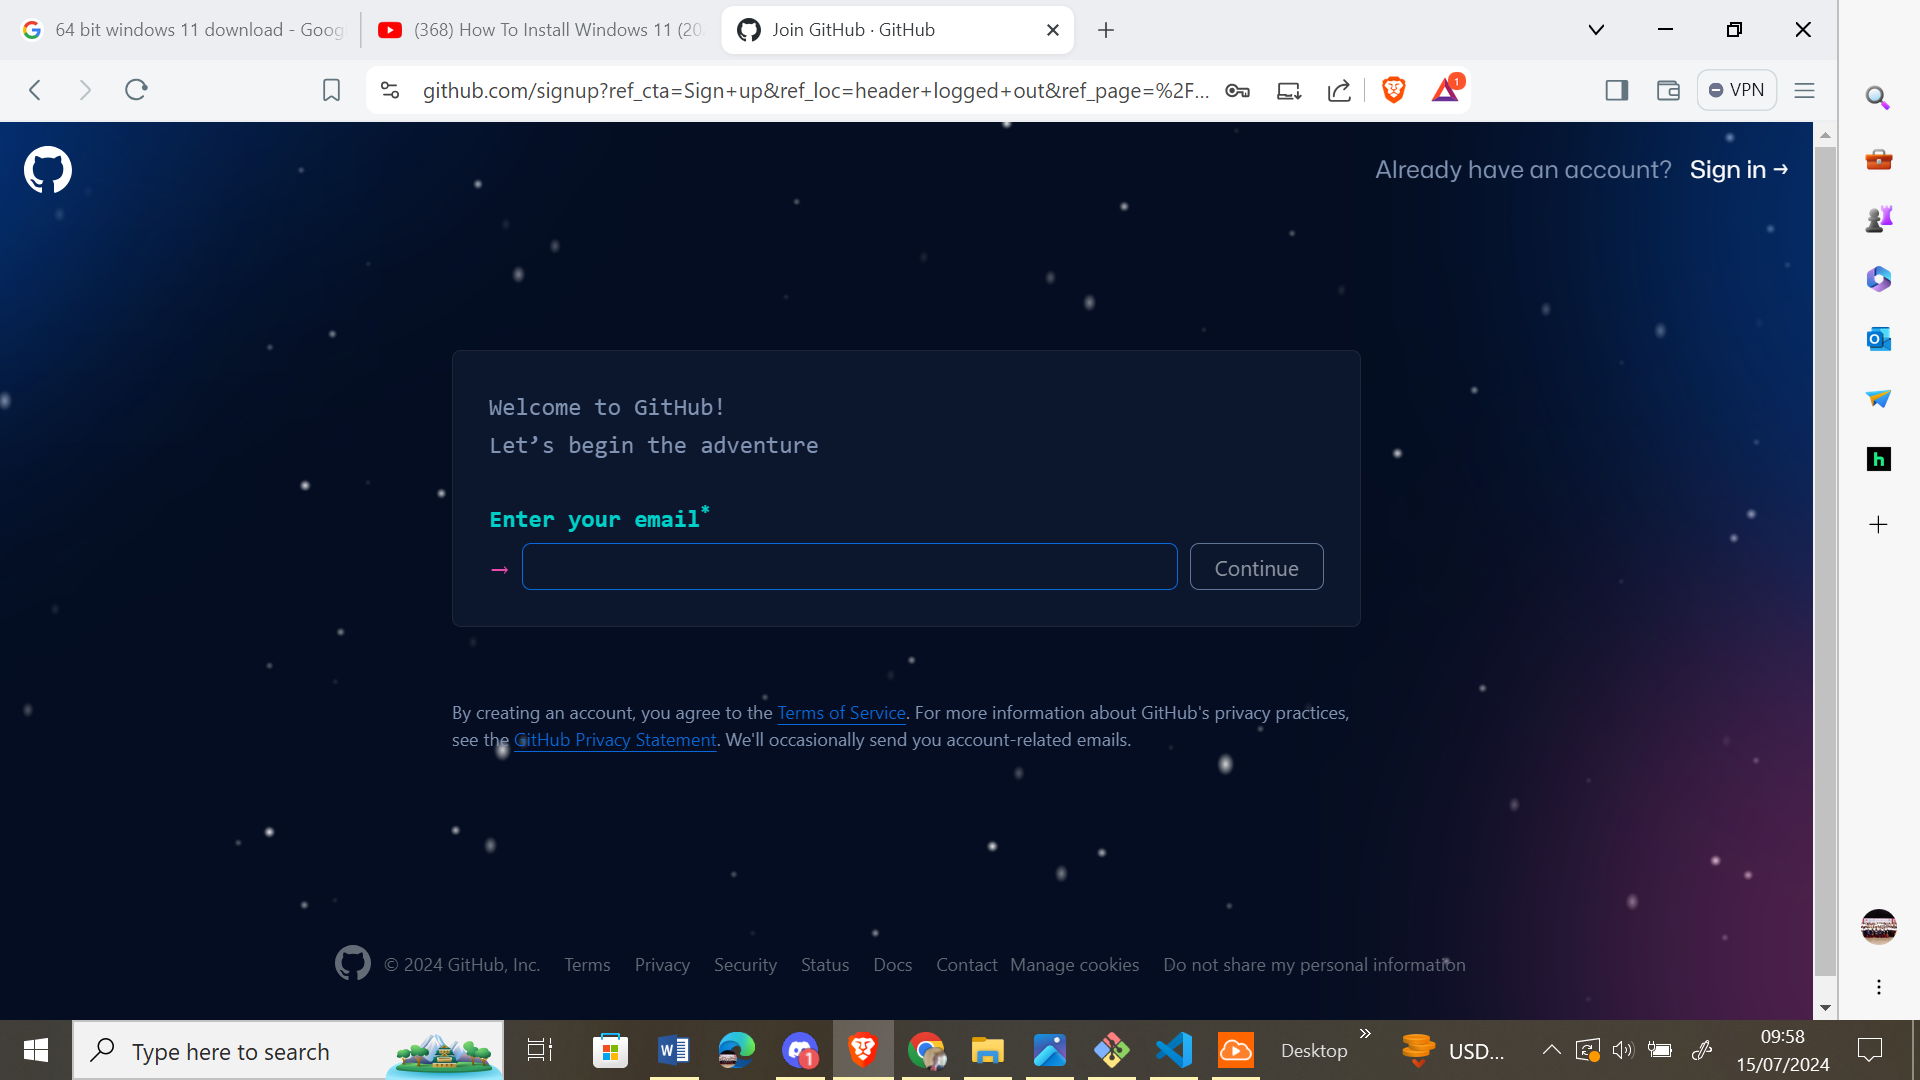 64 bit windows 11 download - Goog
(368) How To Install Windows 11 (20
Join GitHub · GitHub
github.com/signup?ref_cta=Sign+up&ref_loc=header+logged+out&ref_page=%2F...
1
VPN
Already have an account? Sign in →
Welcome to GitHub!
Let’s begin the adventure
Enter your email*
→
Continue
By creating an account, you agree to the Terms of Service. For more information about GitHub's privacy practices,
see the GitHub Privacy Statement. We'll occasionally send you account-related emails.
© 2024 GitHub, Inc. Terms Privacy Security Status Docs Contact Manage cookies Do not share my personal information
h
Type here to search
1
Desktop
»
USD...
09:58
15/07/2024